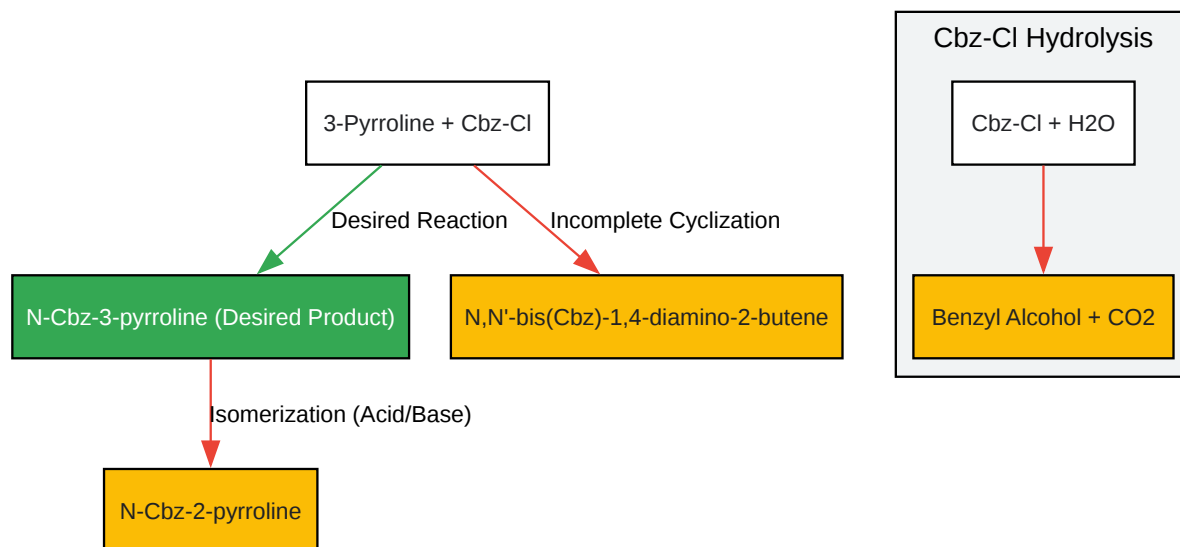 Cbz-Cl Hydrolysis
3-Pyrroline + Cbz-Cl
Cbz-Cl + H2O
Desired Reaction
Incomplete Cyclization
N-Cbz-3-pyrroline (Desired Product)
N,N'-bis(Cbz)-1,4-diamino-2-butene
Benzyl Alcohol + CO2
Isomerization (Acid/Base)
N-Cbz-2-pyrroline